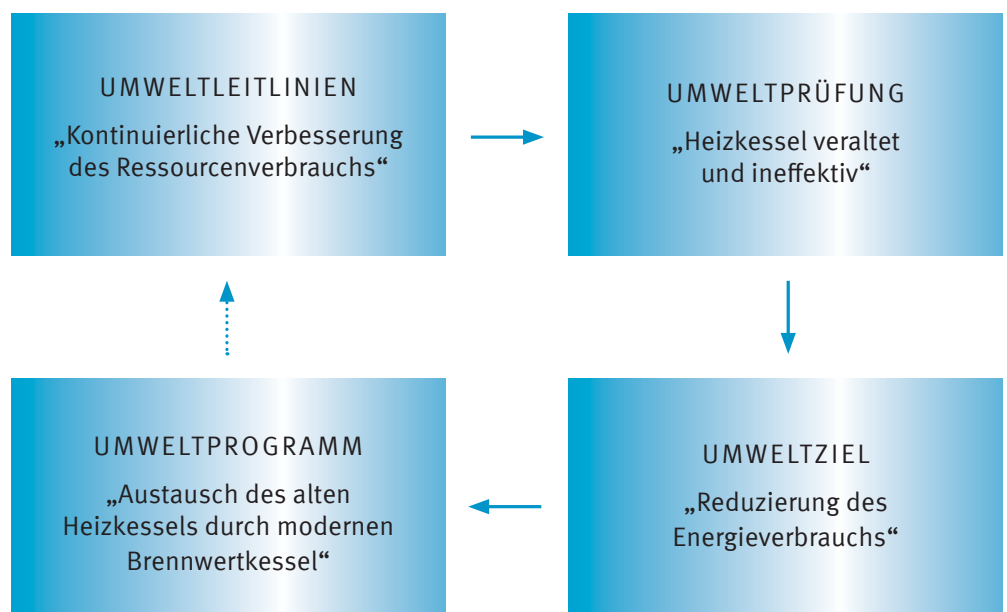 UMWELTLEITLINIEN
„Kontinuierliche Verbesserung
des Ressourcenverbrauchs“
UMWELTPRÜFUNG
„Heizkessel veraltet
und ineffektiv“
UMWELTPROGRAMM
„Austausch des alten
Heizkessels durch modernen
Brennwertkessel“
UMWELTZIEL
„Reduzierung des
Energieverbrauchs“